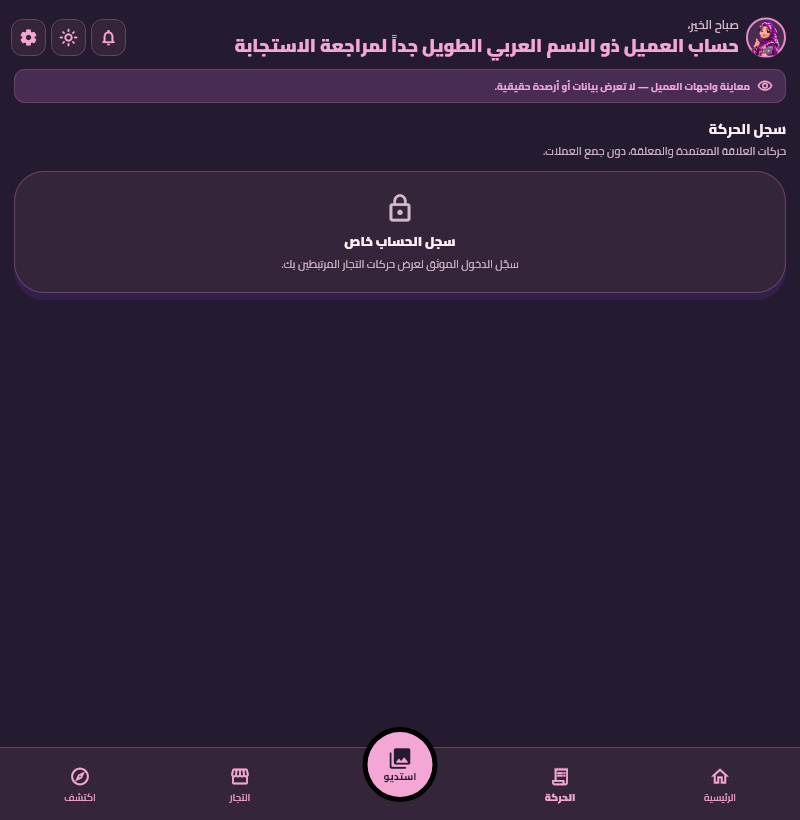 صباح الخير،
حساب العميل ذو الاسم العربي الطويل جداً لمراجعة الاستجابة
معاينة واجهات العميل — لا تعرض بيانات أو أرصدة حقيقية.
سجل الحركة
حركات العلاقة المعتمدة والمعلقة، دون جمع العملات.
سجل الحساب خاص
سجّل الدخول الموثق لعرض حركات التجار المرتبطين بك.
الرئيسية
الحركة
استديو
التجار
اكتشف